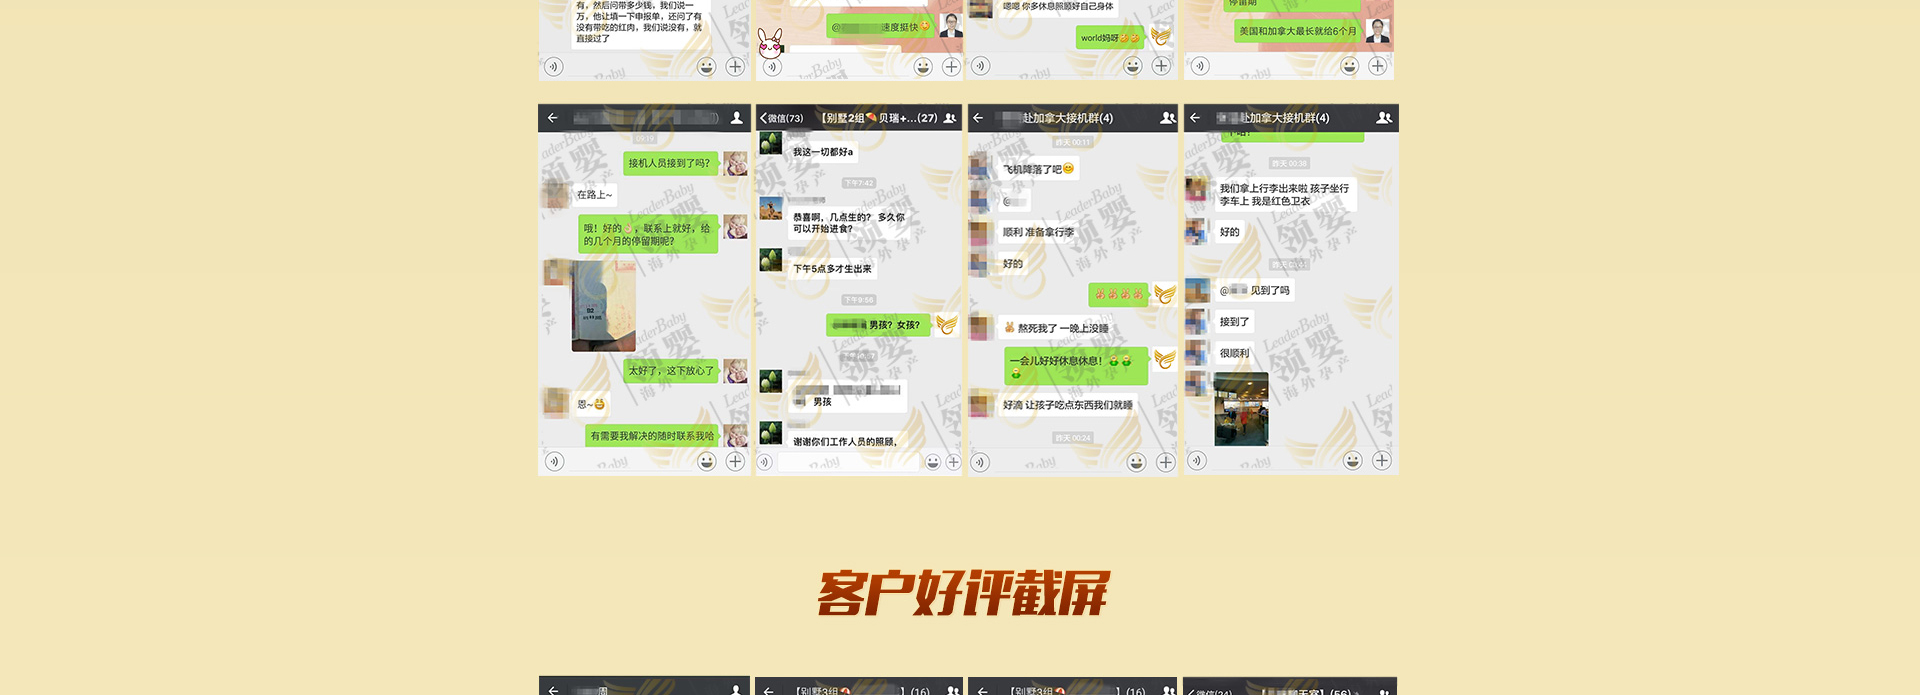 有，然后问带多少钱，我们说一
万，他让填一下申报单，还问了有
没有带吃的红肉，我们说没有，就
直接过了
@ 速度挺快
嗯嗯 你多休息照顾好自己身体
world妈呀
停留期
美国和加拿大最长就给6个月
接机人员接到了吗？
在路上~
哦！好的，联系上就好，给
的几个月的停留期呢？
太好了，这下放心了
恩~
有需要我解决的随时联系我哈
微信(73) 【别墅2组 贝瑞+...(27)
我这一切都好a
下午7:42
恭喜啊，几点生的？ 多久你
可以开始进食？
下午5点多才生出来
下午9:56
男孩？女孩？
男孩
谢谢你们工作人员的照顾，
赴加拿大接机群(4)
昨天 00:11
飞机降落了吧
@
顺利 准备拿行李
好的
熬死我了 一晚上没睡
一会儿好好休息休息！
好滴 让孩子吃点东西我们就睡
昨天 00:24
赴加拿大接机群(4)
昨天 00:38
我们拿上行李出来啦 孩子坐行
李车上 我是红色卫衣
好的
@ 见到了吗
接到了
很顺利
LeaderBaby
领婴
海外孕产
客户好评截屏
周
【别墅3组 】(16)
【别墅3组 】(16)
微信(24) 聊天室】(56)